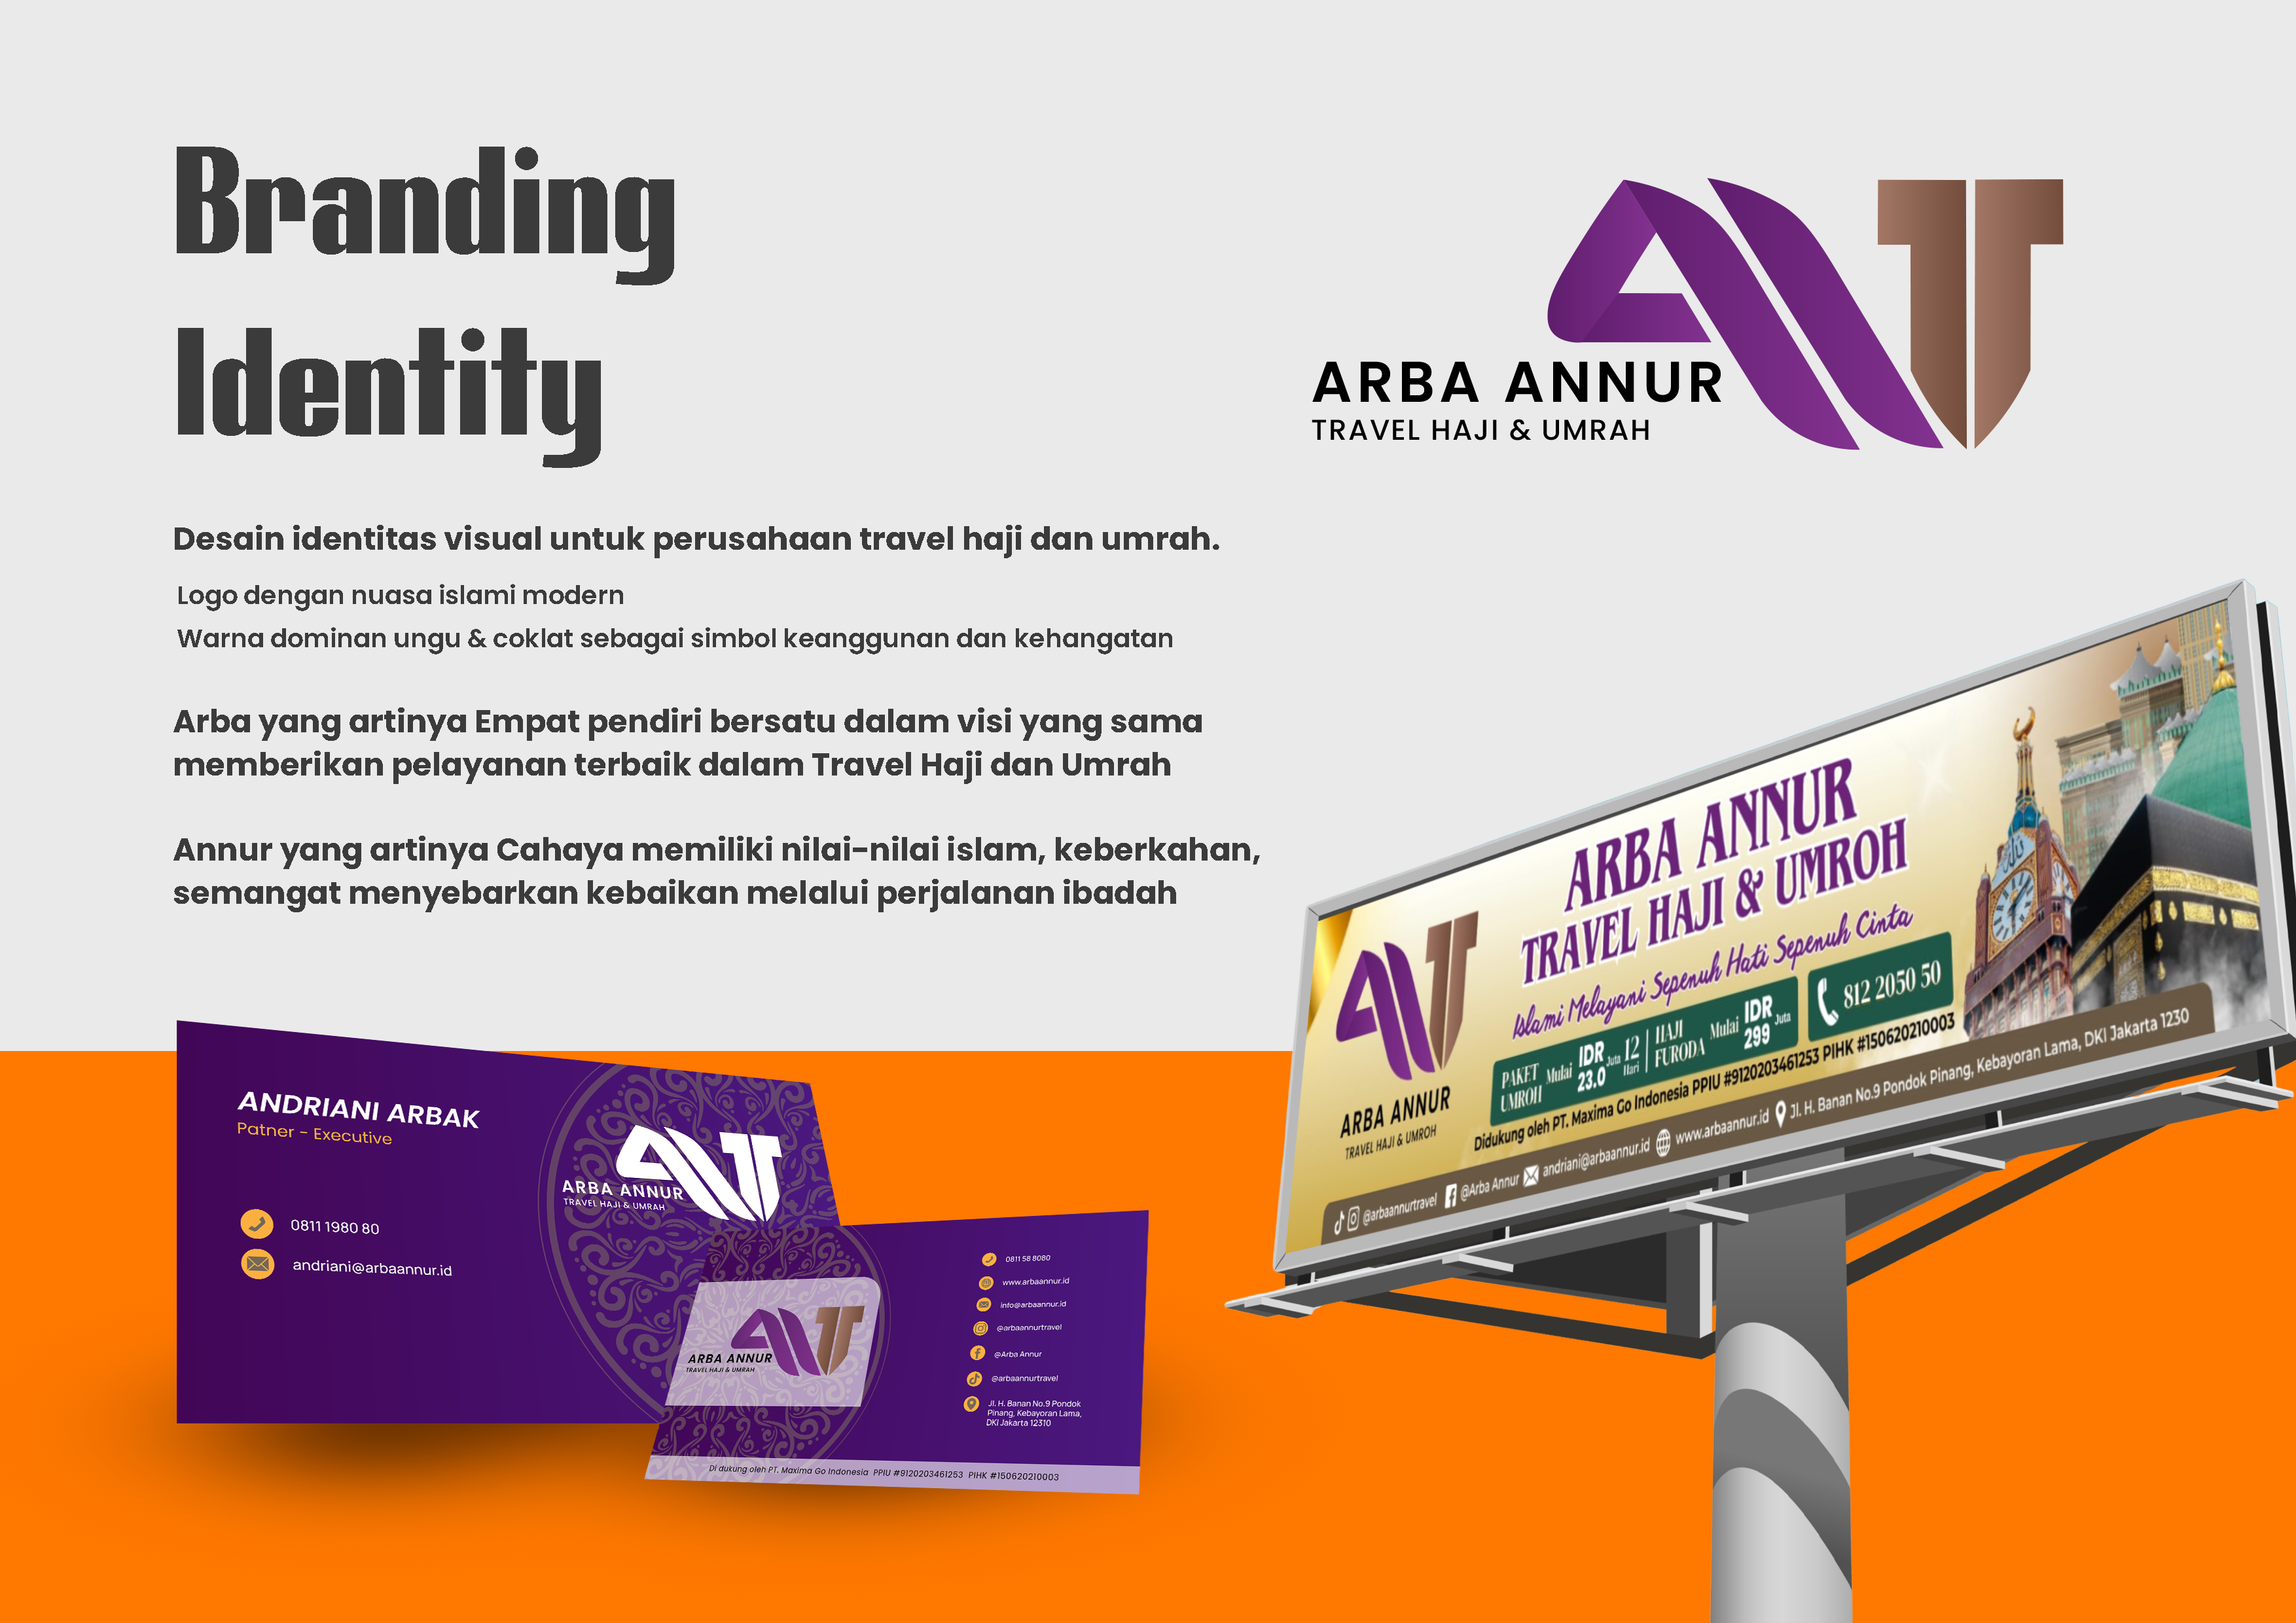 Branding
Identity
Desain identitas visual untuk perusahaan travel haji dan umrah.
Logo dengan nuasa islami modern
Warna dominan ungu & coklat sebagai simbol keanggunan dan kehangatan
Arba yang artinya Empat pendiri bersatu dalam visi yang sama
memberikan pelayanan terbaik dalam Travel Haji dan Umrah
Annur yang artinya Cahaya memiliki nilai-nilai islam, keberkahan,
semangat menyebarkan kebaikan melalui perjalanan ibadah
ARBA ANNUR
TRAVEL HAJI & UMRAH
ARBA ANNUR
TRAVEL HAJI & UMROH
Islami Melayani Sepenuh Hati Sepenuh Cinta
PAKET UMROH Mulai IDR 23.0 Juta 12 Hari | HAJI FURODA Mulai IDR 299 Juta
812 2050 50
Didukung oleh PT. Maxima Go Indonesia PPIU #9120203461253 PIHK #150620210003
ARBA ANNUR
TRAVEL HAJI & UMROH
@arbaannurtravel @Arba Annur andriani@arbaannur.id www.arbaannur.id Jl. H. Banan No.9 Pondok Pinang, Kebayoran Lama, DKI Jakarta 1230
ANDRIANI ARBAK
Patner - Executive
0811 1980 80
andriani@arbaannur.id
ARBA ANNUR
TRAVEL HAJI & UMRAH
ARBA ANNUR
TRAVEL HAJI & UMRAH
0811 58 8080
www.arbaannur.id
info@arbaannur.id
@arbaannurtravel
@Arba Annur
@arbaannurtravel
Jl. H. Banan No.9 Pondok
Pinang, Kebayoran Lama,
DKI Jakarta 12310
Di dukung oleh PT. Maxima Go Indonesia PPIU #9120203461253 PIHK #150620210003